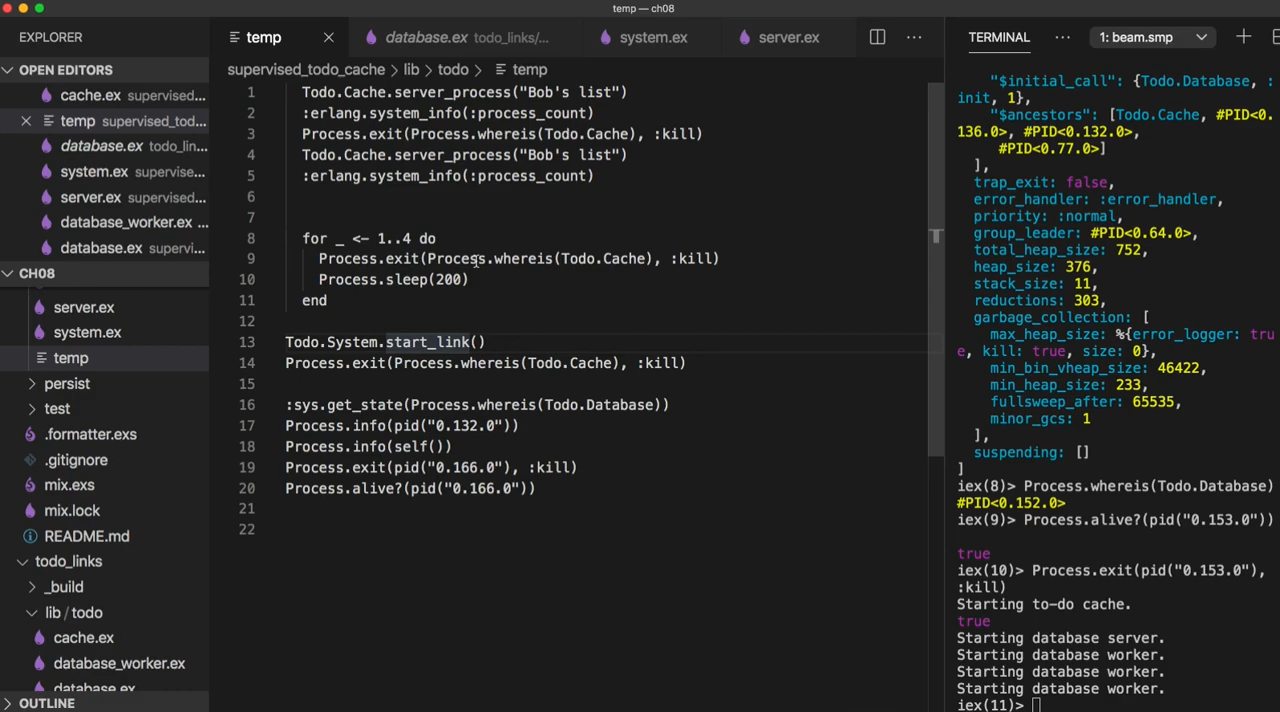 temp — ch08
EXPLORER
OPEN EDITORS
cache.ex supervised...
temp supervised_tod...
database.ex todo_lin...
system.ex supervise...
server.ex supervised...
database_worker.ex ...
database.ex supervi...
CH08
server.ex
system.ex
temp
persist
test
.formatter.exs
.gitignore
mix.exs
mix.lock
README.md
todo_links
_build
lib / todo
cache.ex
database_worker.ex
database.ex
OUTLINE
temp
database.ex todo_links/...
system.ex
server.ex
supervised_todo_cache > lib > todo > temp
1 Todo.Cache.server_process("Bob's list")
2 :erlang.system_info(:process_count)
3 Process.exit(Process.whereis(Todo.Cache), :kill)
4 Todo.Cache.server_process("Bob's list")
5 :erlang.system_info(:process_count)
6
7
8 for _ <- 1..4 do
9 Process.exit(Process.whereis(Todo.Cache), :kill)
10 Process.sleep(200)
11 end
12
13 Todo.System.start_link()
14 Process.exit(Process.whereis(Todo.Cache), :kill)
15
16 :sys.get_state(Process.whereis(Todo.Database))
17 Process.info(pid("0.132.0"))
18 Process.info(self())
19 Process.exit(pid("0.166.0"), :kill)
20 Process.alive?(pid("0.166.0"))
21
22
TERMINAL
1: beam.smp
"$initial_call": {Todo.Database, :
init, 1},
"$ancestors": [Todo.Cache, #PID<0.
136.0>, #PID<0.132.0>,
#PID<0.77.0>]
],
trap_exit: false,
error_handler: :error_handler,
priority: :normal,
group_leader: #PID<0.64.0>,
total_heap_size: 752,
heap_size: 376,
stack_size: 11,
reductions: 303,
garbage_collection: [
max_heap_size: %{error_logger: tru
e, kill: true, size: 0},
min_bin_vheap_size: 46422,
min_heap_size: 233,
fullsweep_after: 65535,
minor_gcs: 1
],
suspending: []
]
iex(8)> Process.whereis(Todo.Database)
#PID<0.152.0>
iex(9)> Process.alive?(pid("0.153.0"))
true
iex(10)> Process.exit(pid("0.153.0"),
:kill)
Starting to-do cache.
true
Starting database server.
Starting database worker.
Starting database worker.
Starting database worker.
iex(11)>